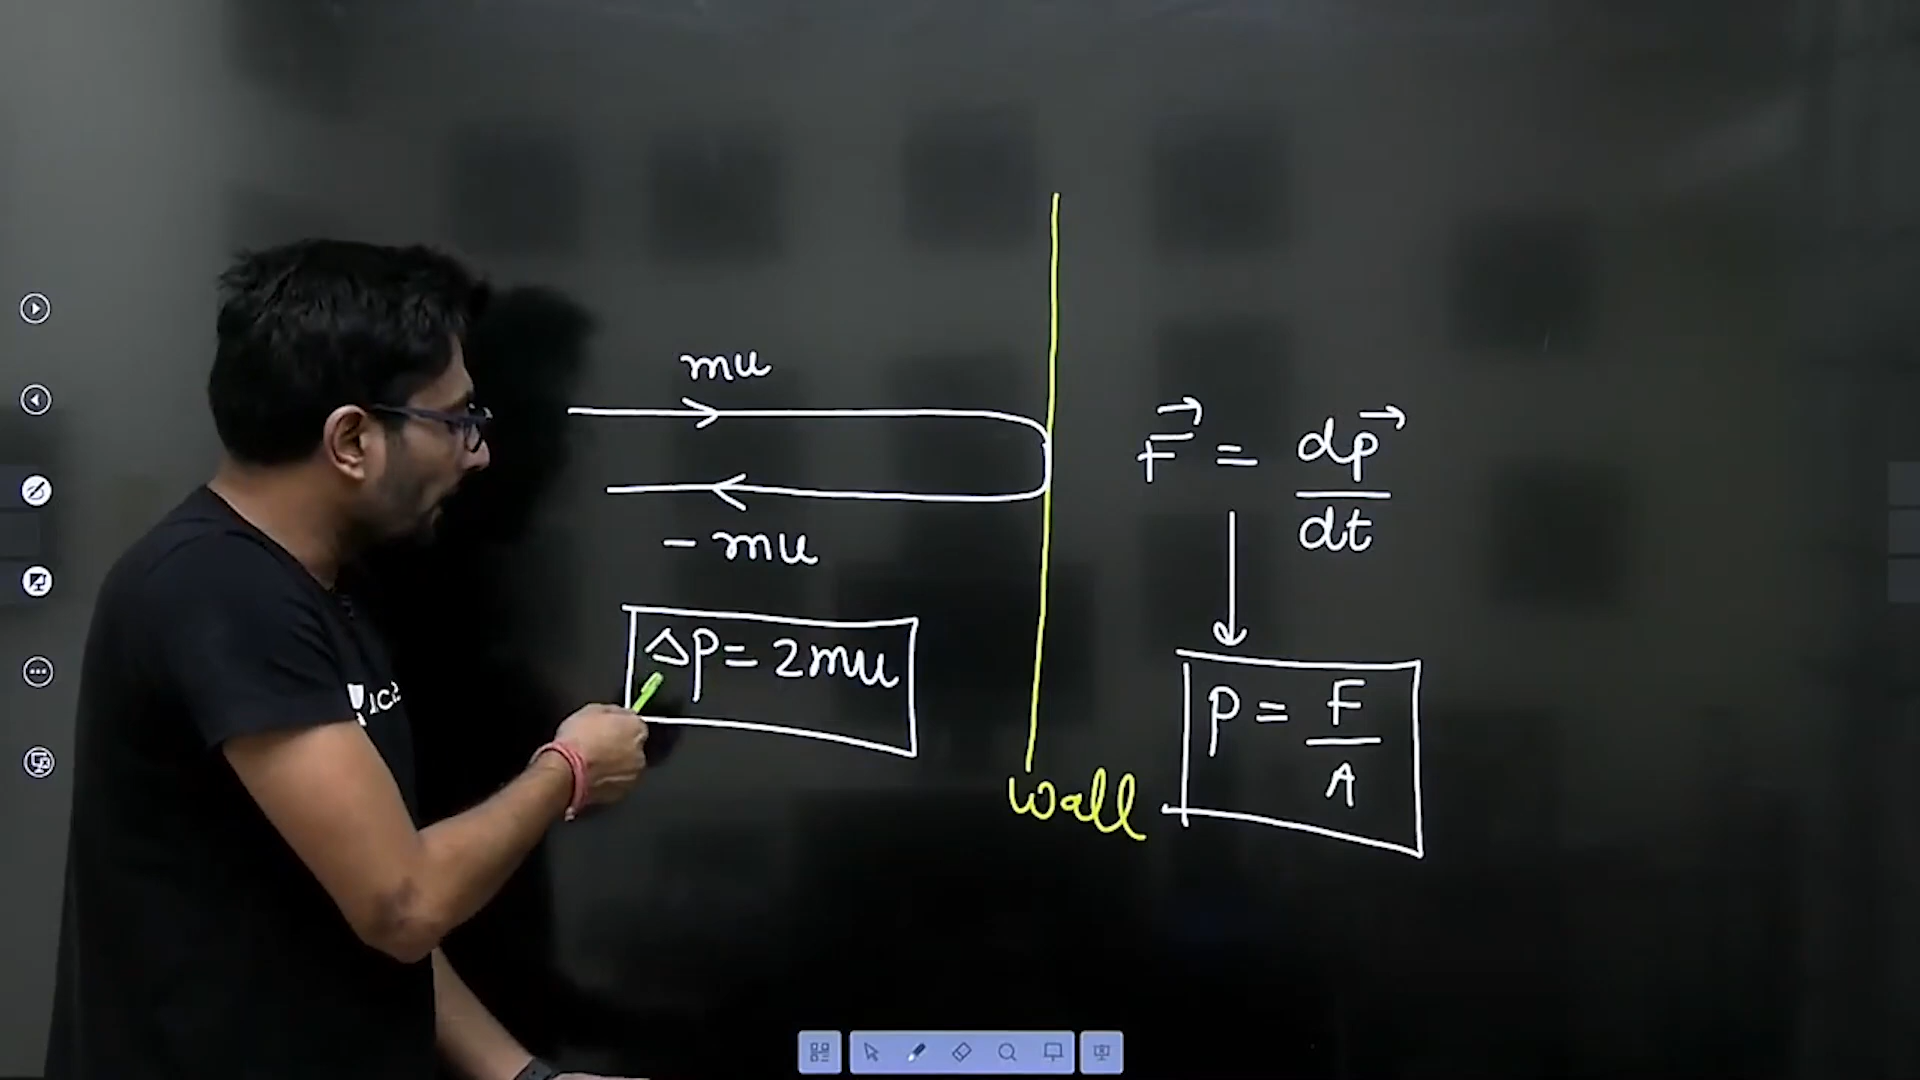 mu
- mu
Δp = 2mu
wall
F⃗ = dp⃗/dt
P = F/A